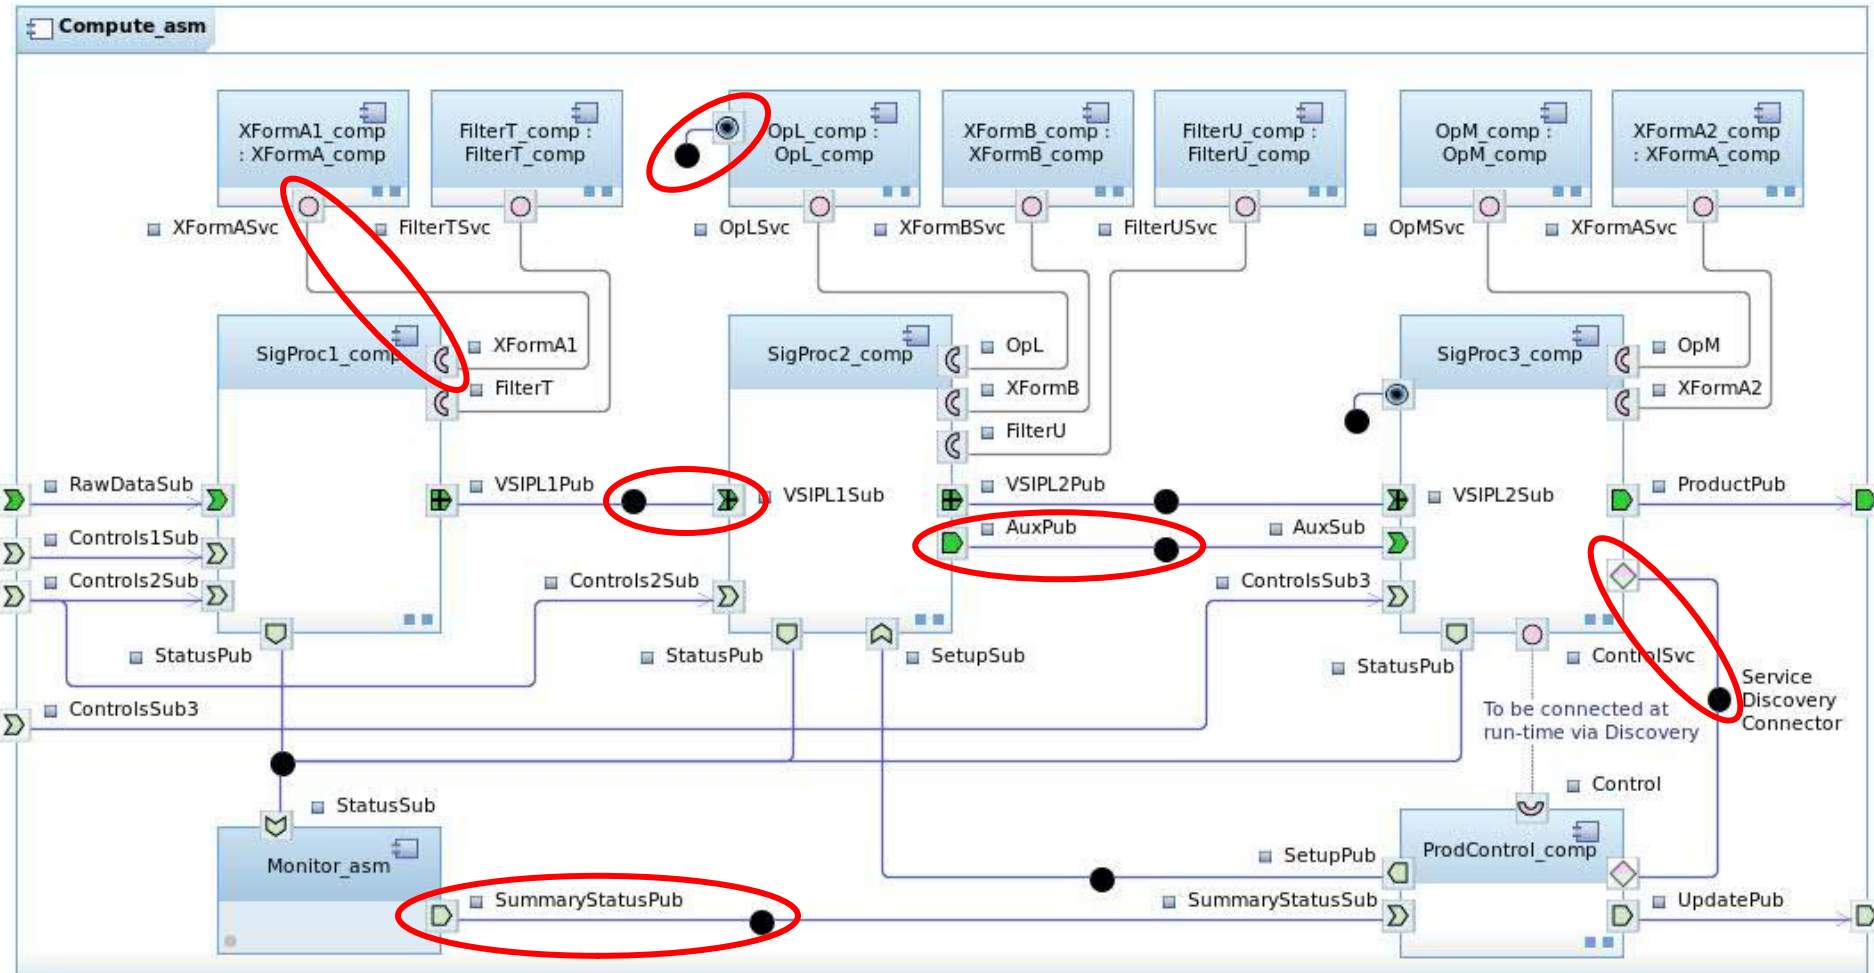 Compute_asm
XFormA1_comp
: XFormA_comp
FilterT_comp :
FilterT_comp
OpL_comp :
OpL_comp
XFormB_comp :
XFormB_comp
FilterU_comp :
FilterU_comp
OpM_comp :
OpM_comp
XFormA2_comp
: XFormA_comp
XFormASvc
FilterTSvc
OpLSvc
XFormBSvc
FilterUSvc
OpMSvc
XFormASvc
SigProc1_comp
XFormA1
FilterT
SigProc2_comp
OpL
XFormB
FilterU
SigProc3_comp
OpM
XFormA2
RawDataSub
VSIPL1Pub
VSIPL1Sub
VSIPL2Pub
VSIPL2Sub
ProductPub
Controls1Sub
AuxPub
AuxSub
Controls2Sub
Controls2Sub
ControlsSub3
StatusPub
StatusPub
SetupSub
StatusPub
ControlSvc
Service
Discovery
Connector
ControlsSub3
To be connected at
run-time via Discovery
Control
StatusSub
Monitor_asm
SetupPub
ProdControl_comp
SummaryStatusPub
SummaryStatusSub
UpdatePub